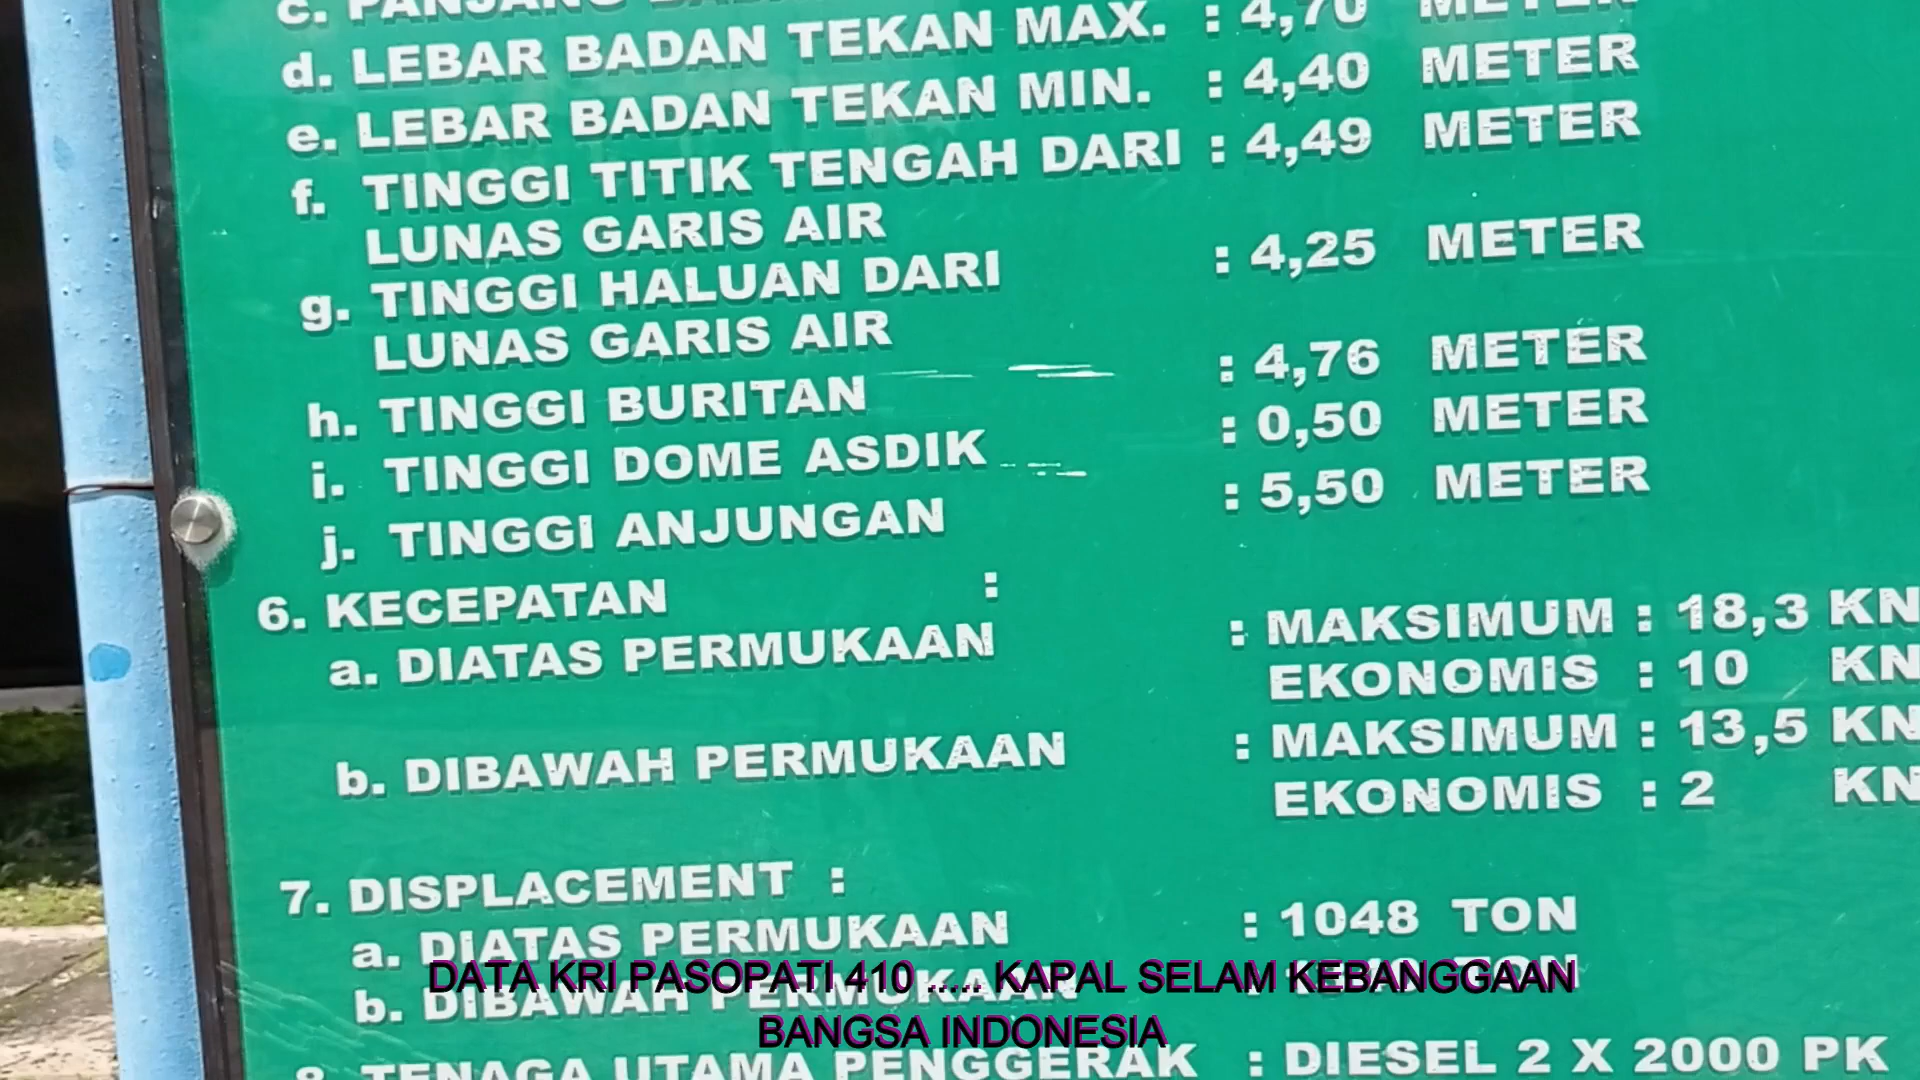 c. PANJANG
d. LEBAR BADAN TEKAN MAX. : 4,70 METER
e. LEBAR BADAN TEKAN MIN. : 4,40 METER
f. TINGGI TITIK TENGAH DARI : 4,49 METER
LUNAS GARIS AIR
g. TINGGI HALUAN DARI : 4,25 METER
LUNAS GARIS AIR
h. TINGGI BURITAN : 4,76 METER
i. TINGGI DOME ASDIK : 0,50 METER
j. TINGGI ANJUNGAN : 5,50 METER
6. KECEPATAN :
a. DIATAS PERMUKAAN : MAKSIMUM : 18,3 KN
EKONOMIS : 10 KN
b. DIBAWAH PERMUKAAN : MAKSIMUM : 13,5 KN
EKONOMIS : 2 KN
7. DISPLACEMENT :
a. DIATAS PERMUKAAN : 1048 TON
b. DIBAWAH PERMUKAAN : TON
DATA KRI PASOPATI 410 ..... KAPAL SELAM KEBANGGAAN
BANGSA INDONESIA
8. TENAGA UTAMA PENGGERAK : DIESEL 2 X 2000 PK